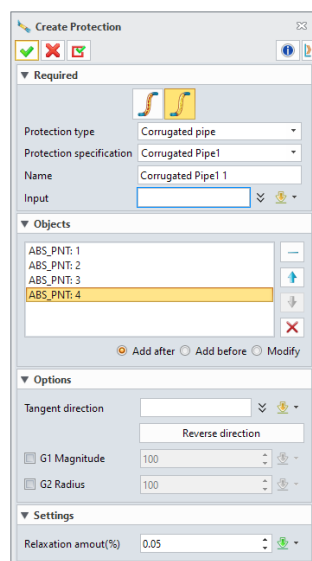 Create Protection
Required
Protection type Corrugated pipe
Protection specification Corrugated Pipe1
Name Corrugated Pipe1 1
Input
Objects
ABS_PNT: 1
ABS_PNT: 2
ABS_PNT: 3
ABS_PNT: 4
Add after Add before Modify
Options
Tangent direction
Reverse direction
G1 Magnitude 100
G2 Radius 100
Settings
Relaxation amout(%) 0.05